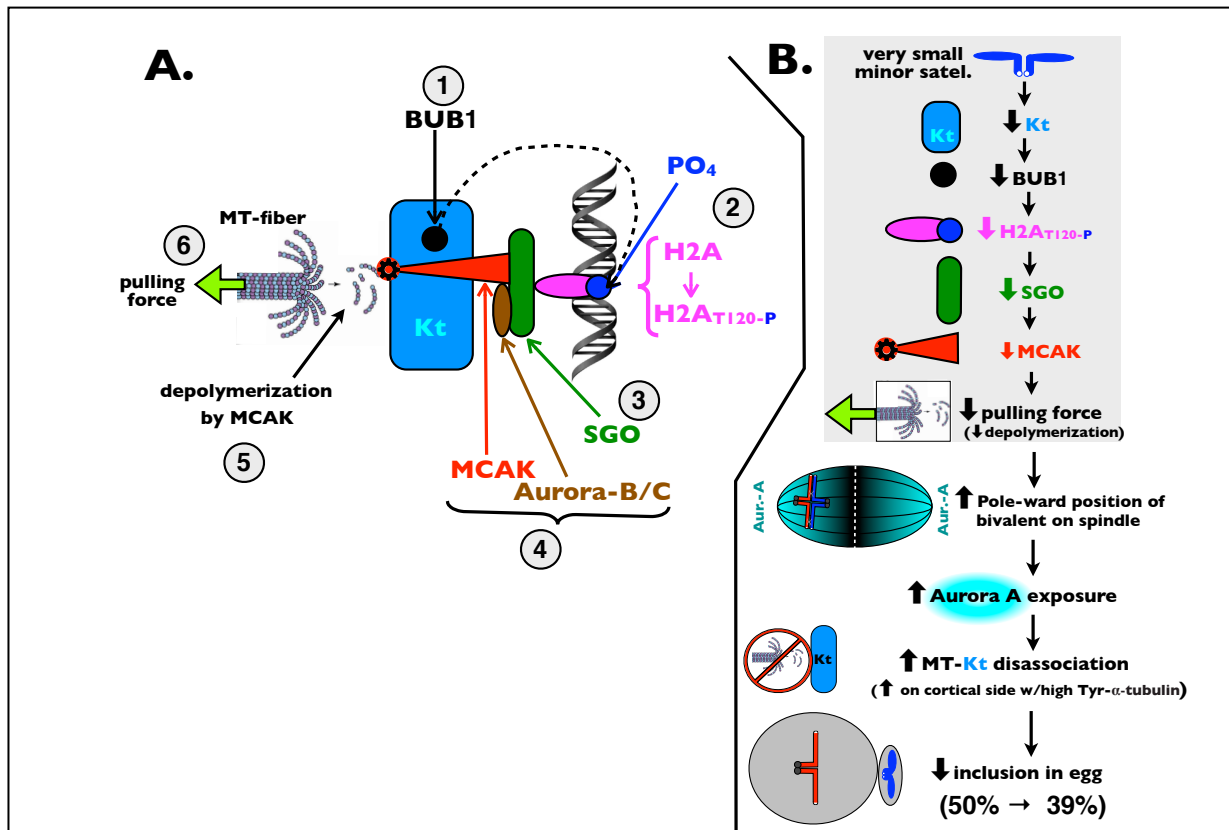 A.
1
BUB1
PO4
2
MT-fiber
6
pulling
force
H2A
H2AT120-P
Kt
depolymerization
by MCAK
5
3
SGO
MCAK
Aurora-B/C
4
B.
very small
minor satel.
Kt
Kt
BUB1
H2AT120-P
SGO
MCAK
pulling force
(depolymerization)
Aur.-A
Aur.-A
Pole-ward position of
bivalent on spindle
Aurora A exposure
Kt
MT-Kt disassociation
(on cortical side w/high Tyr-α-tubulin)
inclusion in egg
(50% → 39%)